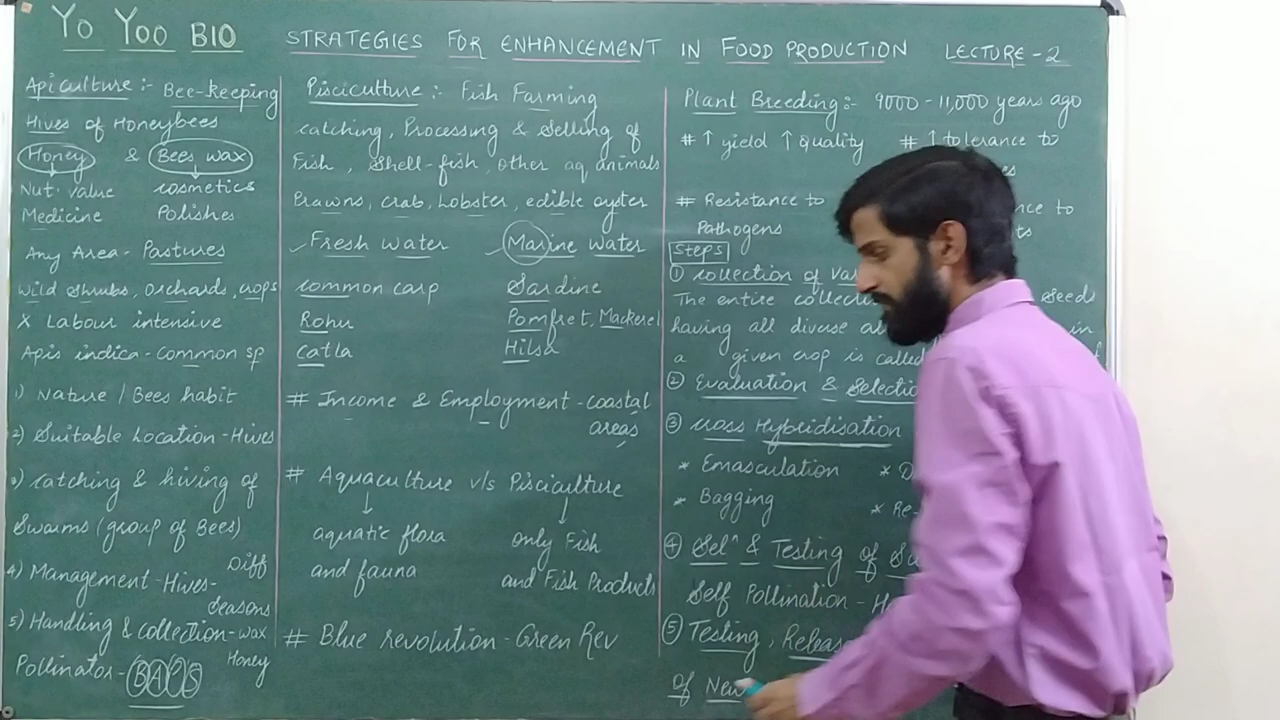 YO YOO BIO
STRATEGIES FOR ENHANCEMENT IN FOOD PRODUCTION LECTURE - 2
Apiculture :- Bee-keeping
Hives of Honeybees
Honey & Bees wax
Nut. value cosmetics
Medicine Polishes
Any Area - Pastures
Wild shrubs, orchards, crops
X Labour intensive
Apis indica - common sp
1) Nature / Bees habit
2) Suitable Location - Hives
3) catching & hiving of
Swarms (group of Bees)
4) Management - Hives - Diff
Seasons
5) Handling & collection - wax
Honey
Pollinator - BAPS
Pisciculture :- Fish Farming
catching, Processing & Selling of
Fish, Shell-fish, other aq animals
Prawns, crab, Lobster, edible oyster
Fresh water Marine water
common carp Sardine
Rohu Pomfret, Mackerel
catla Hilsa
# Income & Employment - coastal
areas
# Aquaculture v/s Pisciculture
aquatic flora only Fish
and fauna and Fish Products
# Blue revolution - Green Rev
Plant Breeding :- 9000 - 11,000 years ago
# ↑ yield ↑ quality # ↑ tolerance to
# Resistance to
Pathogens
Steps
① collection of
The entire seeds
having all diverse in
a given crop is called
② Evaluation &
③ cross Hybridisation
* Emasculation
* Bagging * Re-
④ Selⁿ & Testing of
Self Pollination -
⑤ Testing,
of New